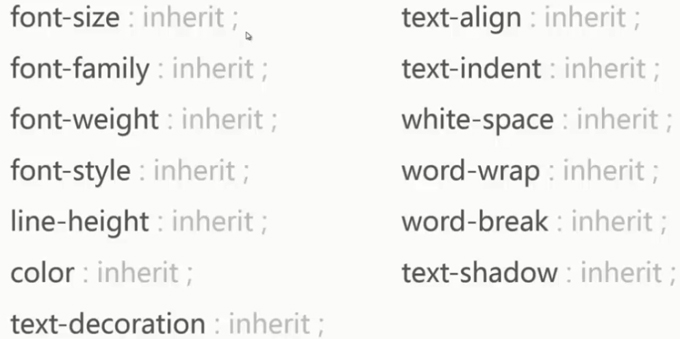 font-size : inherit ;
font-family : inherit ;
font-weight : inherit ;
font-style : inherit ;
line-height : inherit ;
color : inherit ;
text-decoration : inherit ;
text-align : inherit ;
text-indent : inherit ;
white-space : inherit ;
word-wrap : inherit ;
word-break : inherit ;
text-shadow : inherit ;